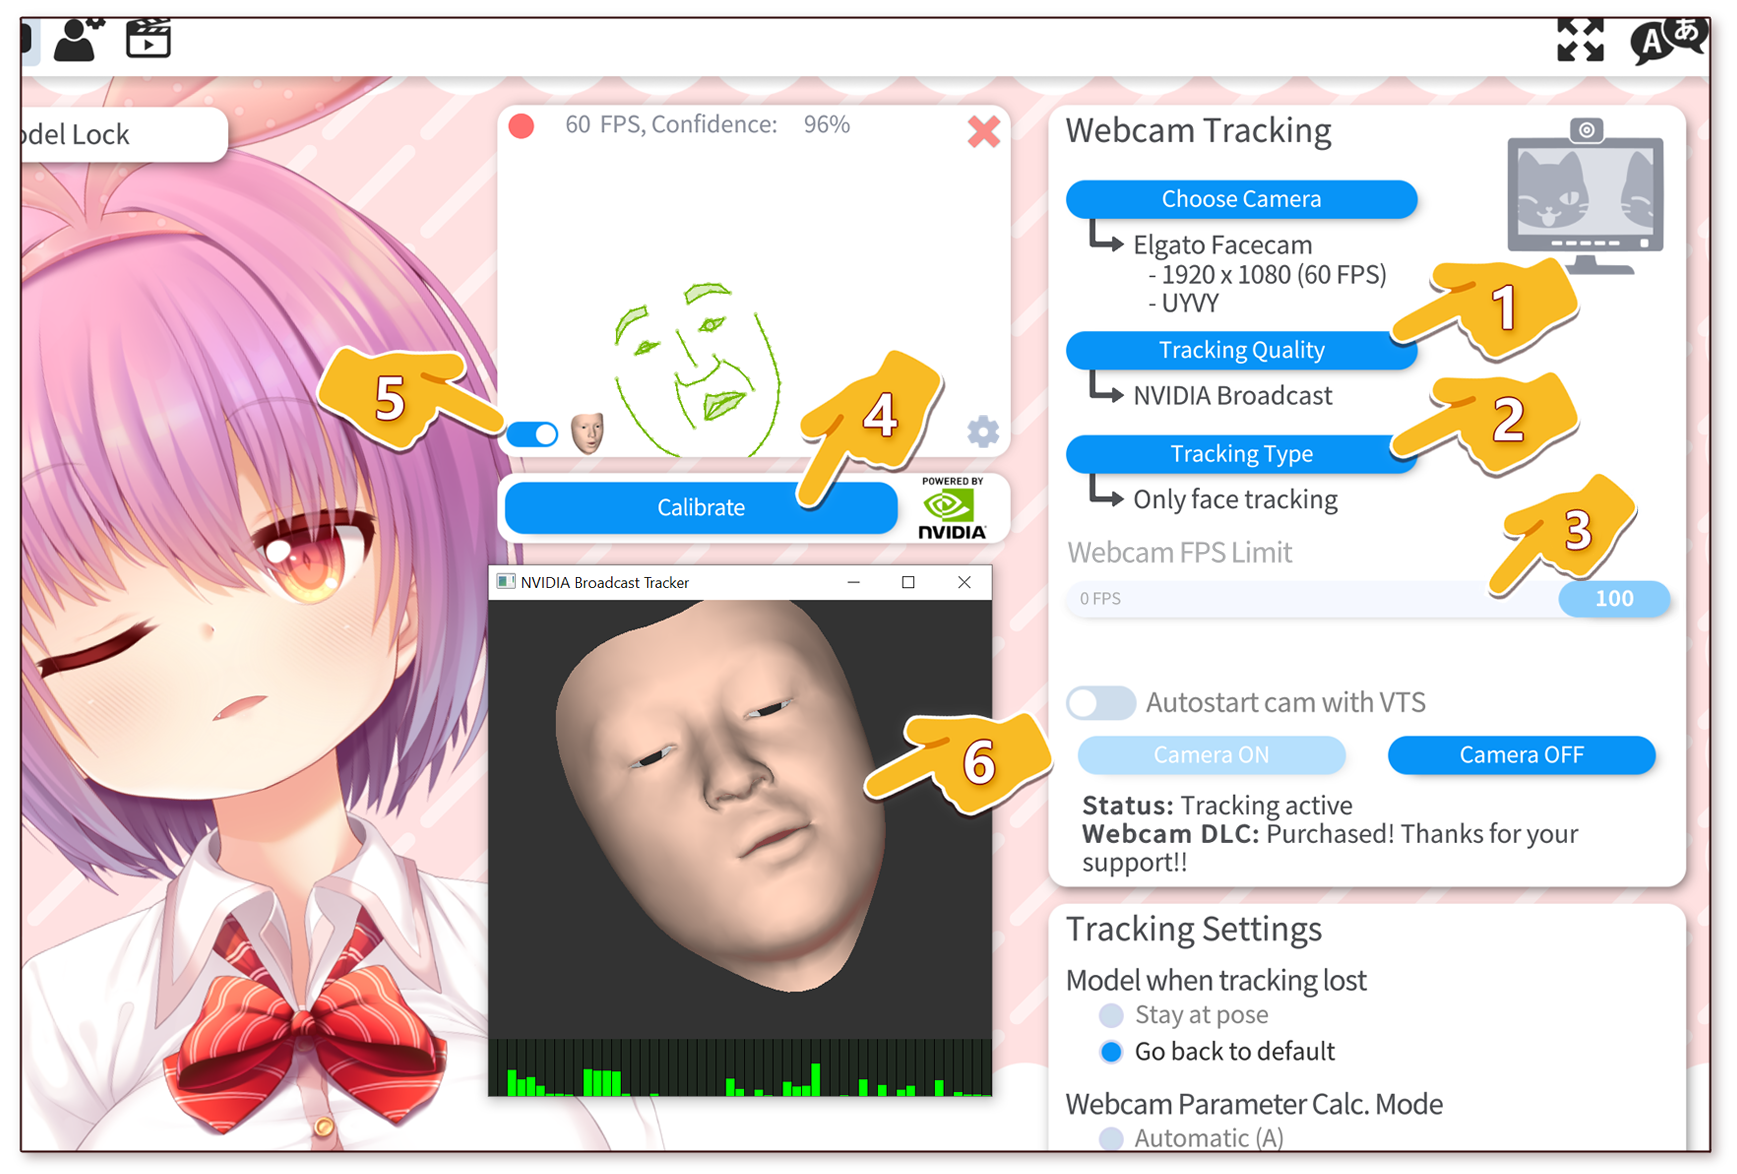 A あ
odel Lock
60 FPS, Confidence: 96%
5
4
Calibrate
POWERED BY
NVIDIA
NVIDIA Broadcast Tracker
6
Webcam Tracking
Choose Camera
Elgato Facecam
- 1920 x 1080 (60 FPS)
- UYVY
1
Tracking Quality
NVIDIA Broadcast
2
Tracking Type
Only face tracking
3
Webcam FPS Limit
0 FPS
100
Autostart cam with VTS
Camera ON
Camera OFF
Status: Tracking active
Webcam DLC: Purchased! Thanks for your
support!!
Tracking Settings
Model when tracking lost
Stay at pose
Go back to default
Webcam Parameter Calc. Mode
Automatic (A)